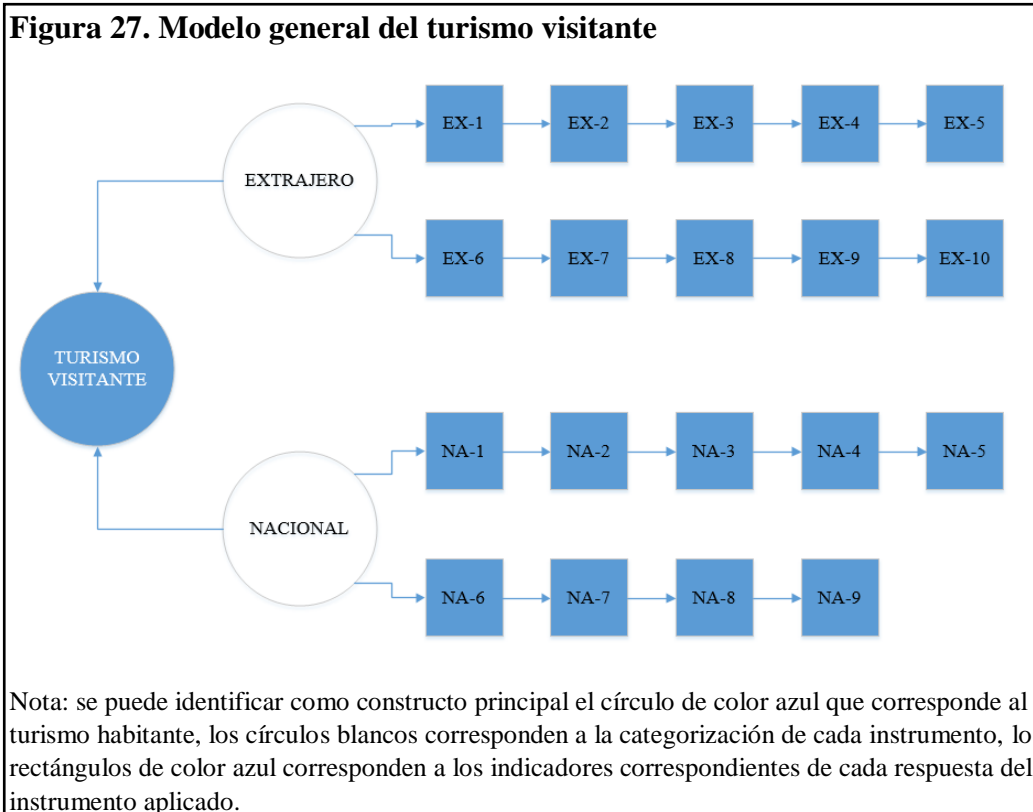 Figura 27. Modelo general del turismo visitante
EX-1 EX-2 EX-3 EX-4 EX-5
EXTRAJERO
EX-6 EX-7 EX-8 EX-9 EX-10
TURISMO
VISITANTE
NA-1 NA-2 NA-3 NA-4 NA-5
NACIONAL
NA-6 NA-7 NA-8 NA-9
Nota: se puede identificar como constructo principal el círculo de color azul que corresponde al
turismo habitante, los círculos blancos corresponden a la categorización de cada instrumento, lo
rectángulos de color azul corresponden a los indicadores correspondientes de cada respuesta del
instrumento aplicado.